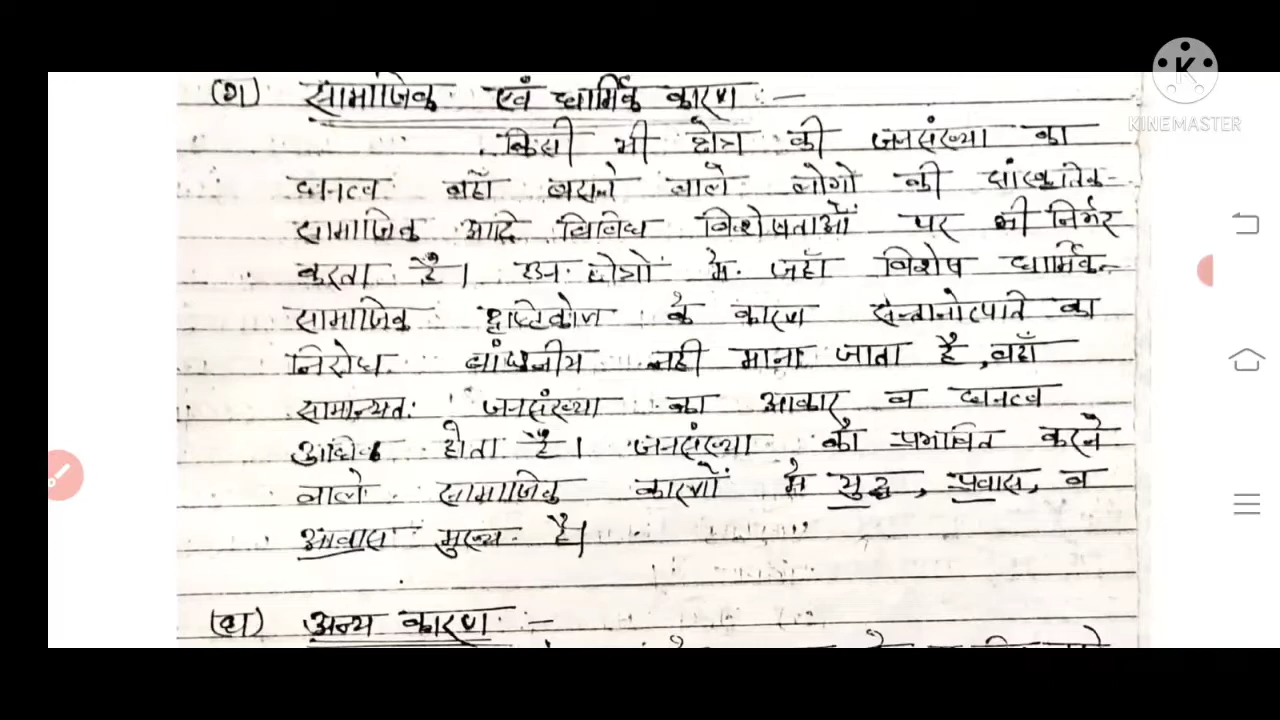 (ग) सामाजिक एवं धार्मिक कारण :-
किसी भी क्षेत्र की जनसंख्या का
घनत्व वहाँ बसने वाले लोगो की सांस्कृतिक
सामाजिक आदि विविध विशेषताओं पर भी निर्भर
करता है। उन क्षेत्रों में जहाँ विशेष धार्मिक
सामाजिक दृष्टिकोण के कारण सन्तानोत्पति का
निरोध वांछनीय नही माना जाता है, वहाँ
सामान्यतः जनसंख्या का आकार व घनत्व
अधिक होता है। जनसंख्या को प्रभावित करने
वाले सामाजिक कारणों में युद्ध, प्रवास, व
आवास मुख्य है।
(घ) अन्य कारण :-
K
KINEMASTER